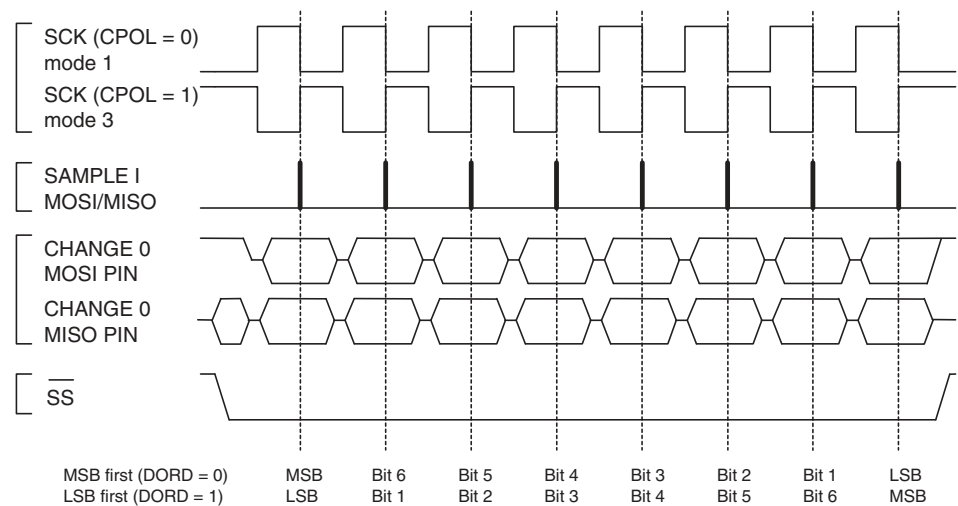 SCK (CPOL = 0)
mode 1
SCK (CPOL = 1)
mode 3
SAMPLE I
MOSI/MISO
CHANGE 0
MOSI PIN
CHANGE 0
MISO PIN
SS
MSB first (DORD = 0) MSB Bit 6 Bit 5 Bit 4 Bit 3 Bit 2 Bit 1 LSB
LSB first (DORD = 1) LSB Bit 1 Bit 2 Bit 3 Bit 4 Bit 5 Bit 6 MSB